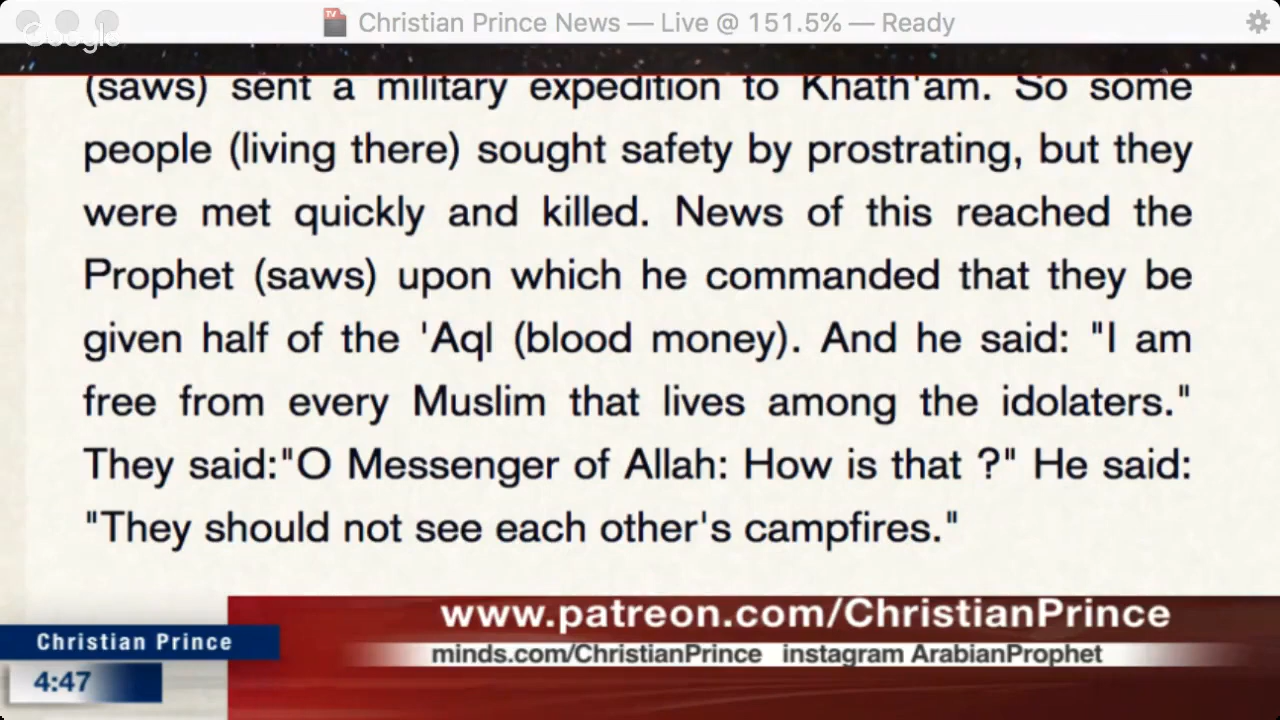 Christian Prince News — Live @ 151.5% — Ready
Google
(saws) sent a military expedition to Khath'am. So some
people (living there) sought safety by prostrating, but they
were met quickly and killed. News of this reached the
Prophet (saws) upon which he commanded that they be
given half of the 'Aql (blood money). And he said: "I am
free from every Muslim that lives among the idolaters."
They said:"O Messenger of Allah: How is that ?" He said:
"They should not see each other's campfires."
www.patreon.com/ChristianPrince
Christian Prince
minds.com/ChristianPrince instagram ArabianProphet
4:47